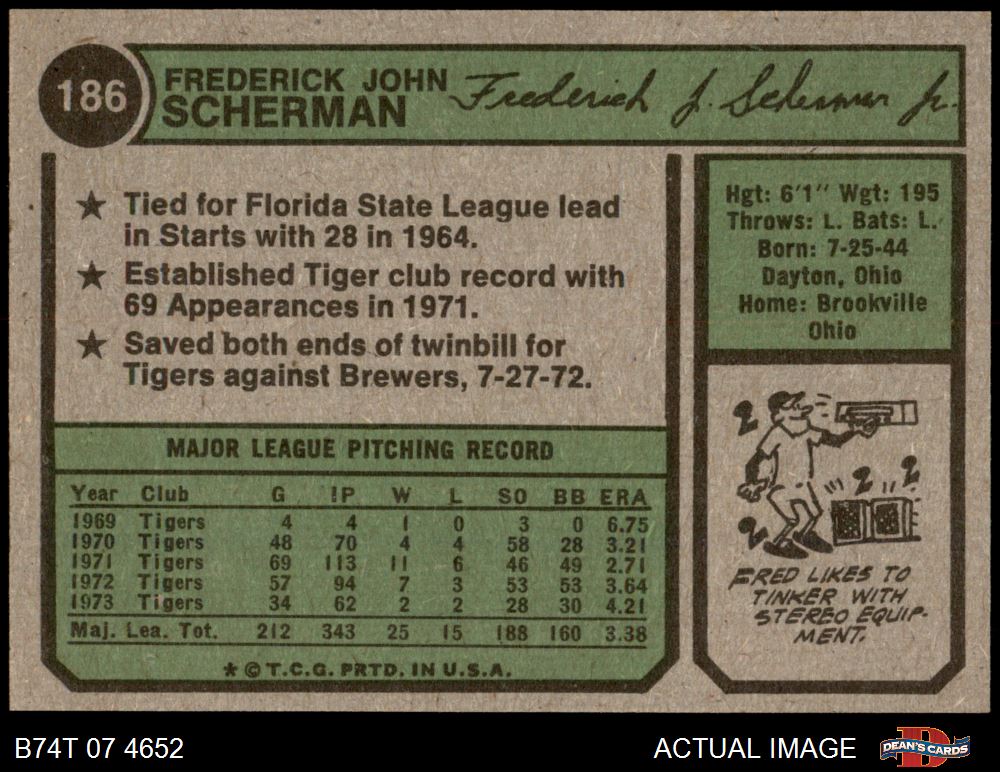 186
FREDERICK JOHN
SCHERMAN
Frederick J. Scherman Jr.
★ Tied for Florida State League lead
in Starts with 28 in 1964.
★ Established Tiger club record with
69 Appearances in 1971.
★ Saved both ends of twinbill for
Tigers against Brewers, 7-27-72.
Hgt: 6'1" Wgt: 195
Throws: L. Bats: L.
Born: 7-25-44
Dayton, Ohio
Home: Brookville
Ohio
MAJOR LEAGUE PITCHING RECORD
Year Club G IP W L SO BB ERA
1969 Tigers 4 4 1 0 3 0 6.75
1970 Tigers 48 70 4 4 58 28 3.21
1971 Tigers 69 113 11 6 46 49 2.71
1972 Tigers 57 94 7 3 53 53 3.64
1973 Tigers 34 62 2 2 28 30 4.21
Maj. Lea. Tot. 212 343 25 15 188 160 3.38
★ © T.C.G. PRTD. IN U.S.A.
FRED LIKES TO
TINKER WITH
STEREO EQUIP-
MENT.
B74T 07 4652
ACTUAL IMAGE
DEAN'S CARDS